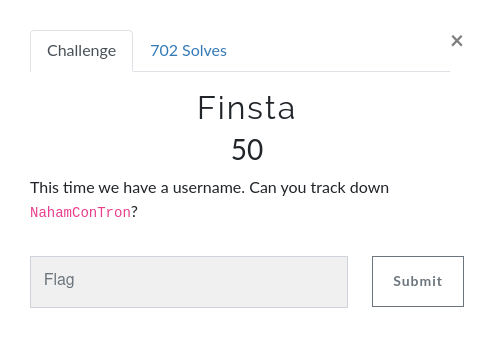 Challenge
702 Solves
×
Finsta
50
This time we have a username. Can you track down
NahamConTron?
Flag
Submit